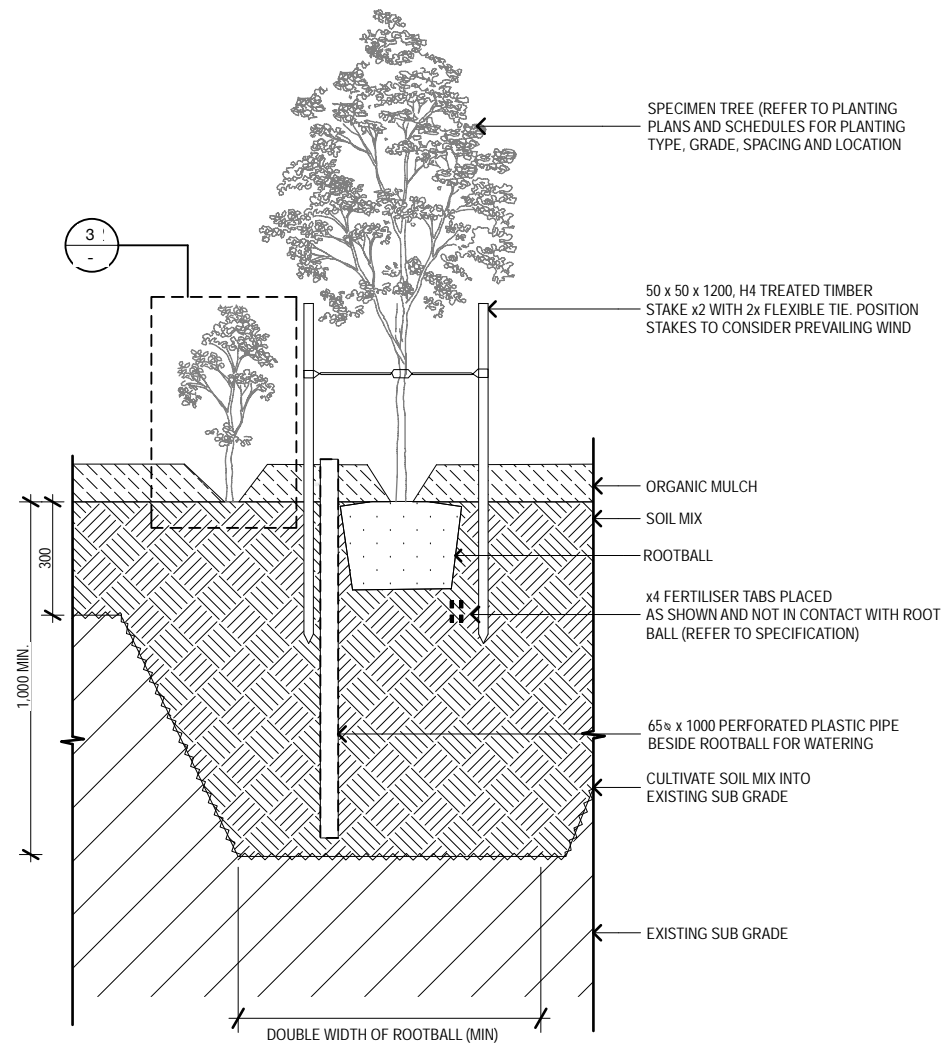 SPECIMEN TREE (REFER TO PLANTING
PLANS AND SCHEDULES FOR PLANTING
TYPE, GRADE, SPACING AND LOCATION
3
-
50 x 50 x 1200, H4 TREATED TIMBER
STAKE x2 WITH 2x FLEXIBLE TIE. POSITION
STAKES TO CONSIDER PREVAILING WIND
ORGANIC MULCH
SOIL MIX
ROOTBALL
300
x4 FERTILISER TABS PLACED
AS SHOWN AND NOT IN CONTACT WITH ROOT
BALL (REFER TO SPECIFICATION)
1,000 MIN.
65⌀ x 1000 PERFORATED PLASTIC PIPE
BESIDE ROOTBALL FOR WATERING
CULTIVATE SOIL MIX INTO
EXISTING SUB GRADE
EXISTING SUB GRADE
DOUBLE WIDTH OF ROOTBALL (MIN)